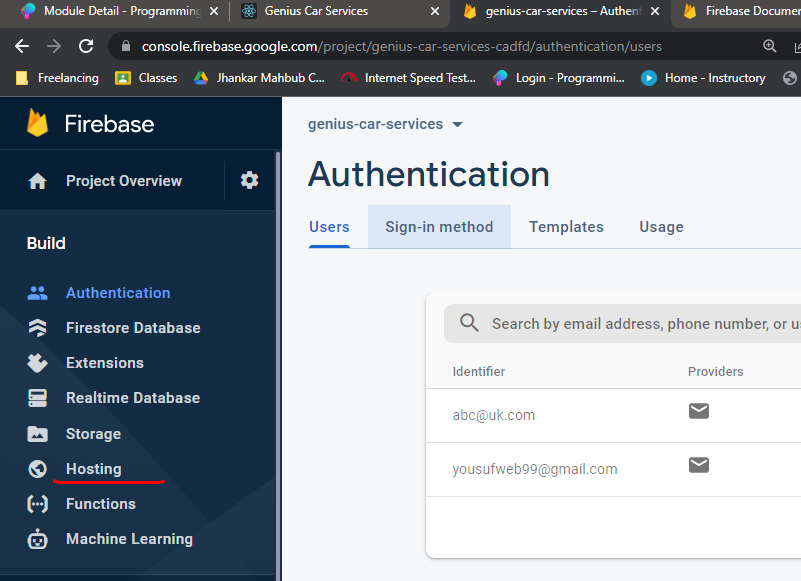 Module Detail - Programming
Genius Car Services
genius-car-services – Authent
Firebase Documen
console.firebase.google.com/project/genius-car-services-cadfd/authentication/users
Freelancing
Classes
Jhankar Mahbub C...
Internet Speed Test...
Login - Programmi...
Home - Instructory
Firebase
genius-car-services
Project Overview
Authentication
Users
Sign-in method
Templates
Usage
Build
Authentication
Firestore Database
Extensions
Realtime Database
Storage
Hosting
Functions
Machine Learning
Search by email address, phone number, or us
Identifier
Providers
abc@uk.com
yousufweb99@gmail.com